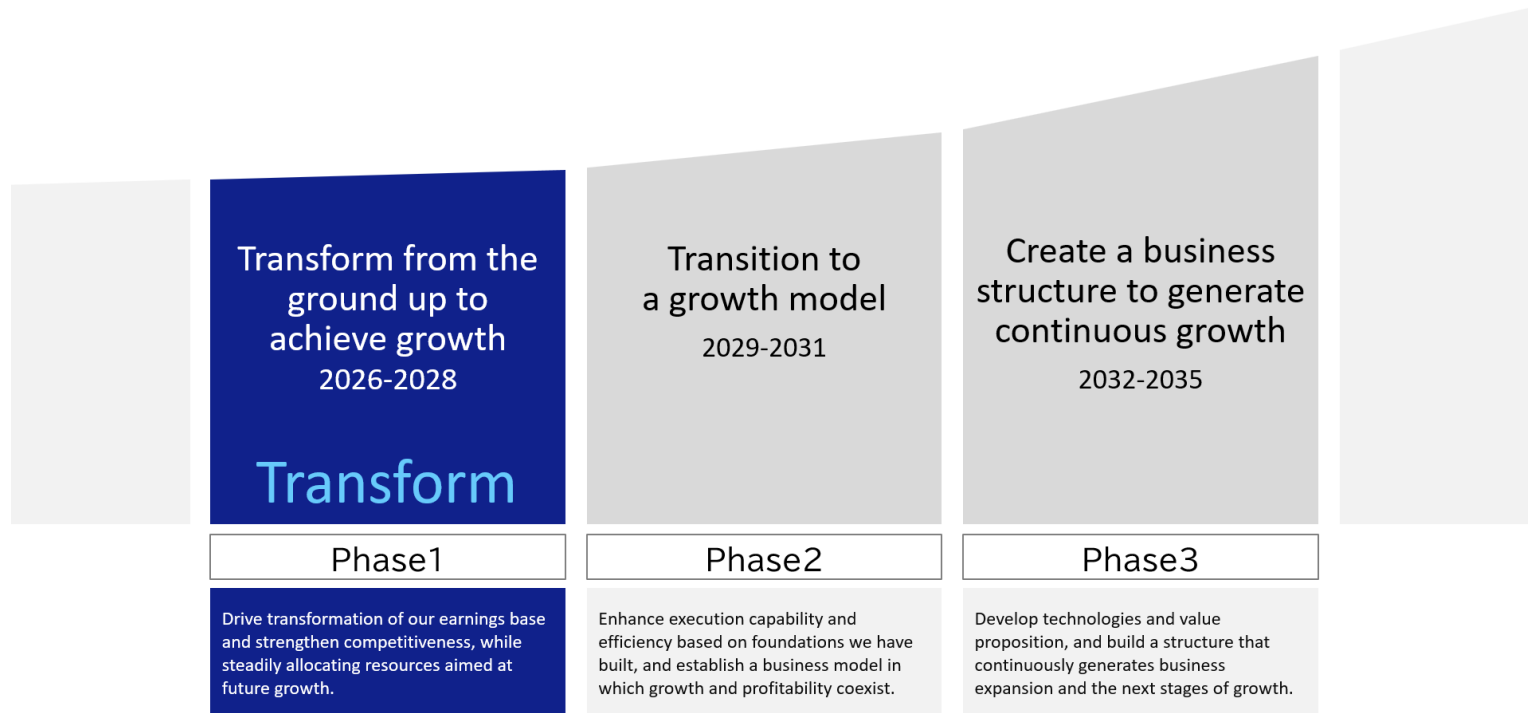 Transform from the
ground up to
achieve growth
2026-2028
Transform
Transition to
a growth model
2029-2031
Create a business
structure to generate
continuous growth
2032-2035
Phase1
Phase2
Phase3
Drive transformation of our earnings base
and strengthen competitiveness, while
steadily allocating resources aimed at
future growth.
Enhance execution capability and
efficiency based on foundations we have
built, and establish a business model in
which growth and profitability coexist.
Develop technologies and value
proposition, and build a structure that
continuously generates business
expansion and the next stages of growth.